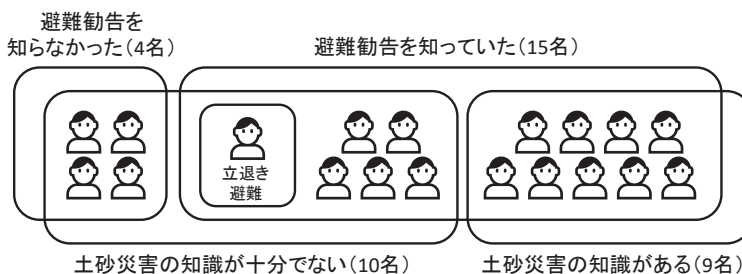 避難勧告を
知らなかった(4名)
避難勧告を知っていた(15名)
立退き
避難
土砂災害の知識が十分でない(10名)
土砂災害の知識がある(9名)